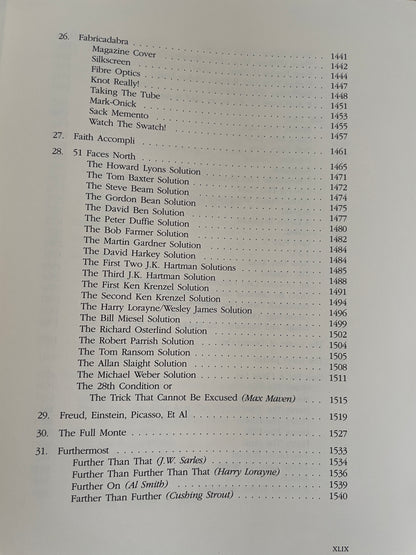 26. Fabricadabra . . . . . 1441
Magazine Cover . . . . . 1442
Silkscreen . . . . . 1444
Fibre Optics . . . . . 1447
Knot Really! . . . . . 1448
Taking The Tube . . . . . 1451
Mark-Onick . . . . . 1453
Sack Memento . . . . . 1455
Watch The Swatch! . . . . . 1457
27. Faith Accompli . . . . . 1461
28. 51 Faces North . . . . . 1465
The Howard Lyons Solution . . . . . 1471
The Tom Baxter Solution . . . . . 1472
The Steve Beam Solution . . . . . 1474
The Gordon Bean Solution . . . . . 1475
The David Ben Solution . . . . . 1477
The Peter Duffie Solution . . . . . 1480
The Bob Farmer Solution . . . . . 1482
The Martin Gardner Solution . . . . . 1484
The David Harkey Solution . . . . . 1484
The First Two J.K. Hartman Solutions . . . . . 1485
The Third J.K. Hartman Solution . . . . . 1488
The First Ken Krenzel Solution . . . . . 1491
The Second Ken Krenzel Solution . . . . . 1494
The Harry Lorayne/Wesley James Solution . . . . . 1496
The Bill Miesel Solution . . . . . 1499
The Richard Osterlind Solution . . . . . 1502
The Robert Parrish Solution . . . . . 1504
The Tom Ransom Solution . . . . . 1505
The Allan Slaight Solution . . . . . 1508
The Michael Weber Solution . . . . . 1511
The 28th Condition or
The Trick That Cannot Be Excused (Max Maven) . . . . 1515
29. Freud, Einstein, Picasso, Et Al . . . . . 1519
30. The Full Monte . . . . . 1527
31. Furthermost . . . . . 1533
Further Than That (J.W. Sarles) . . . . . 1534
Further Than Further Than That (Harry Lorayne) . . . . . 1536
Further On (Al Smith) . . . . . 1539
Farther Than Further (Cushing Strout) . . . . . 1540
XLIX